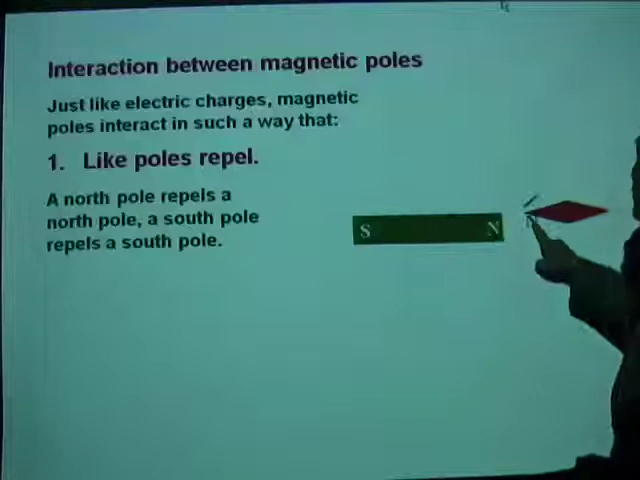 Interaction between magnetic poles
Just like electric charges, magnetic
poles interact in such a way that:
1. Like poles repel.
A north pole repels a
north pole, a south pole
repels a south pole.
S N